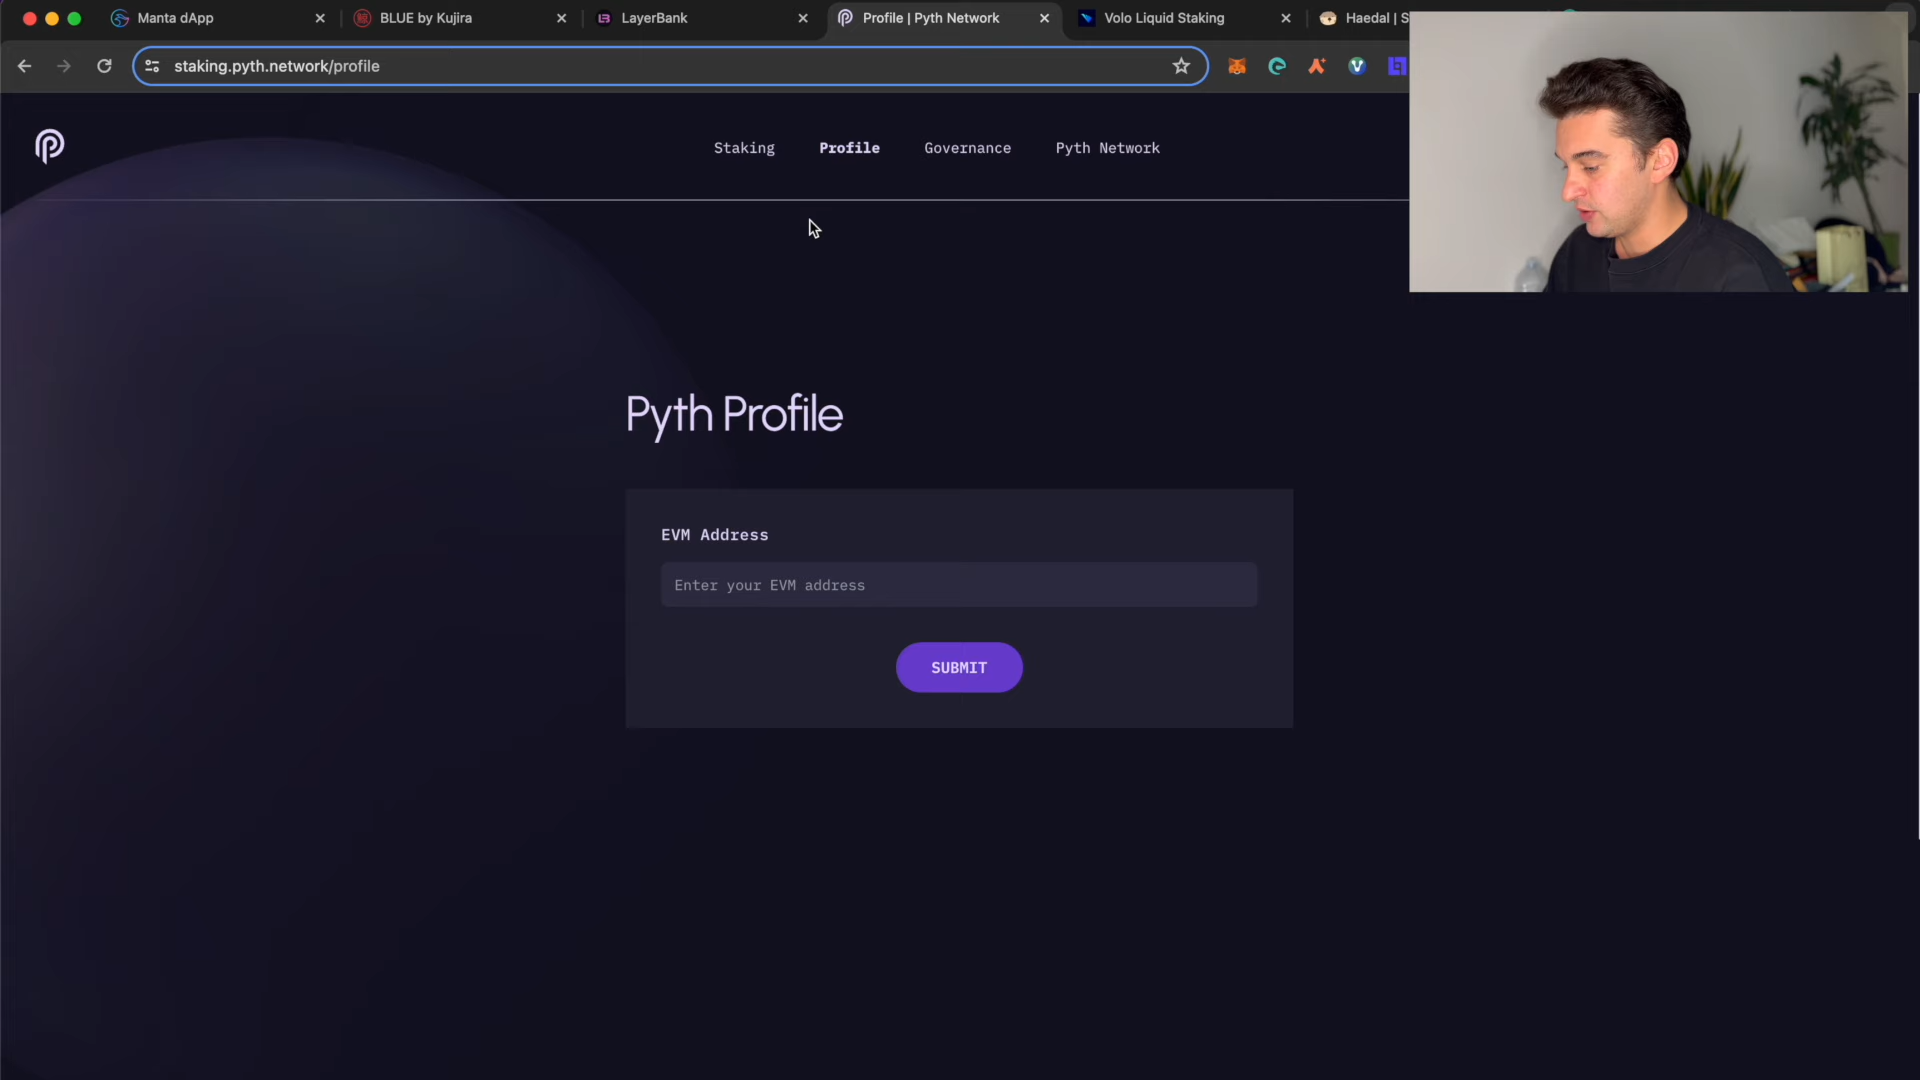 Manta dApp
BLUE by Kujira
LayerBank
Profile | Pyth Network
Volo Liquid Staking
Haedal | S
staking.pyth.network/profile
Staking
Profile
Governance
Pyth Network
Pyth Profile
EVM Address
Enter your EVM address
SUBMIT